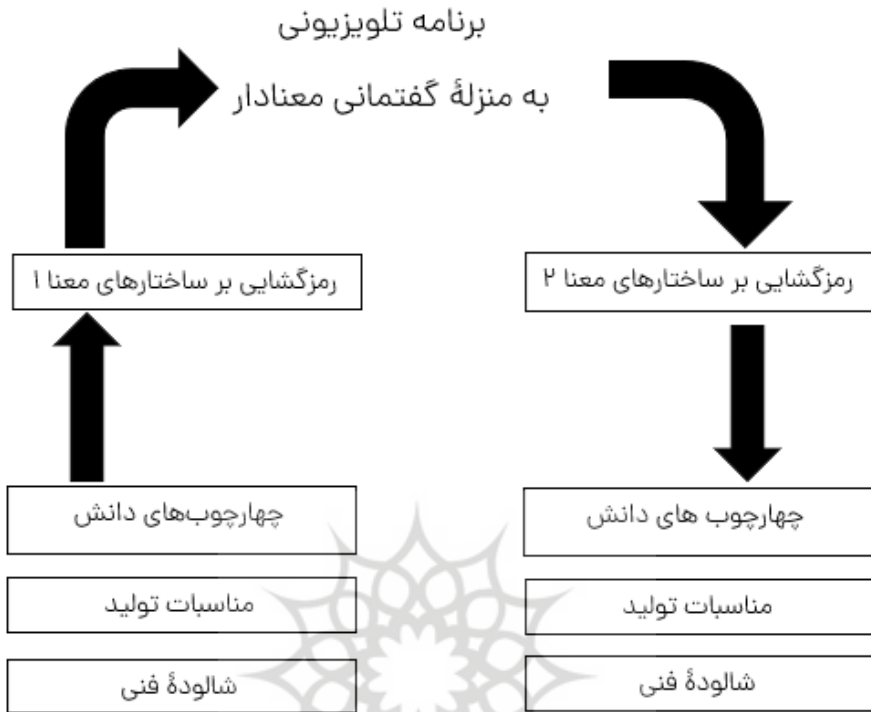 برنامه تلویزیونی
به منزلهٔ گفتمانی معنادار
رمزگشایی بر ساختارهای معنا ۲
رمزگشایی بر ساختارهای معنا ۱
چهارچوب های دانش
چهارچوب‌های دانش
مناسبات تولید
مناسبات تولید
شالودهٔ فنی
شالودهٔ فنی